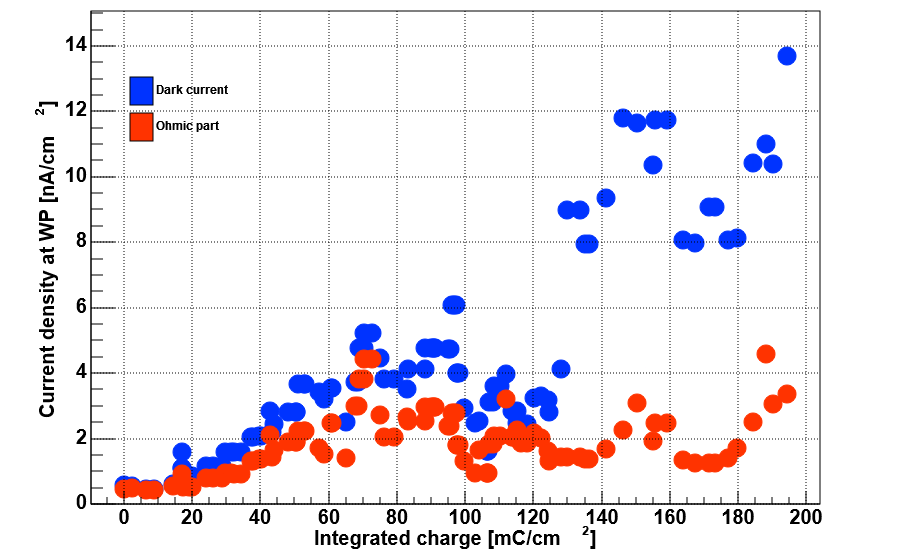 Current density at WP [nA/cm 2]
14
12
10
8
6
4
2
0
Dark current
Ohmic part
0 20 40 60 80 100 120 140 160 180 200
Integrated charge [mC/cm 2]